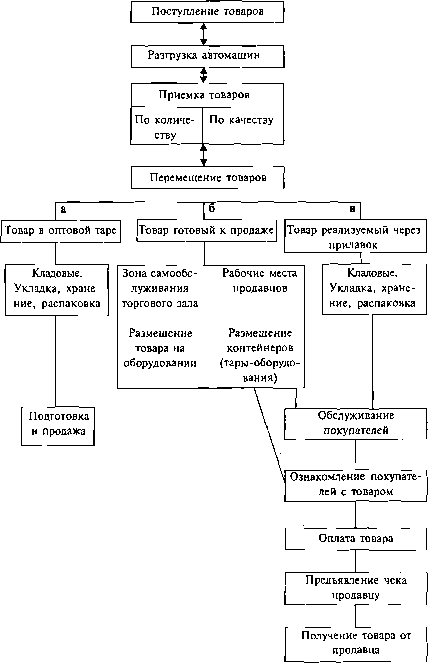 Поступление товаров
Разгрузка автомашин
Приемка товаров
По количе-
ству
По качеству
Перемещение товаров
а
б
в
Товар в оптовой таре
Товар готовый к продаже
Товар реализуемый через
прилавок
Кладовые.
Укладка, хране
ние, распаковка
Зона самообс-
луживания
торгового зала
Размещение
товара на
оборудовании
Рабочие места
продавцов
Размещение
контейнеров
(тары-оборудо-
вания)
Кладовые.
Укладка, хране-
ние, распаковка
Подготовка
и продажа
Обслуживание
покупателей
Ознакомление покупате-
лей с товаром
Оплата товара
Предъявление чека
продавцу
Получение товара от
продавца